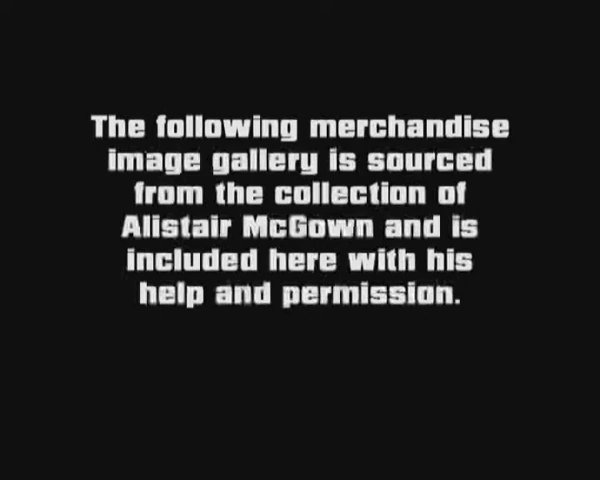 The following merchandise
image gallery is sourced
from the collection of
Alistair McGown and is
included here with his
help and permission.